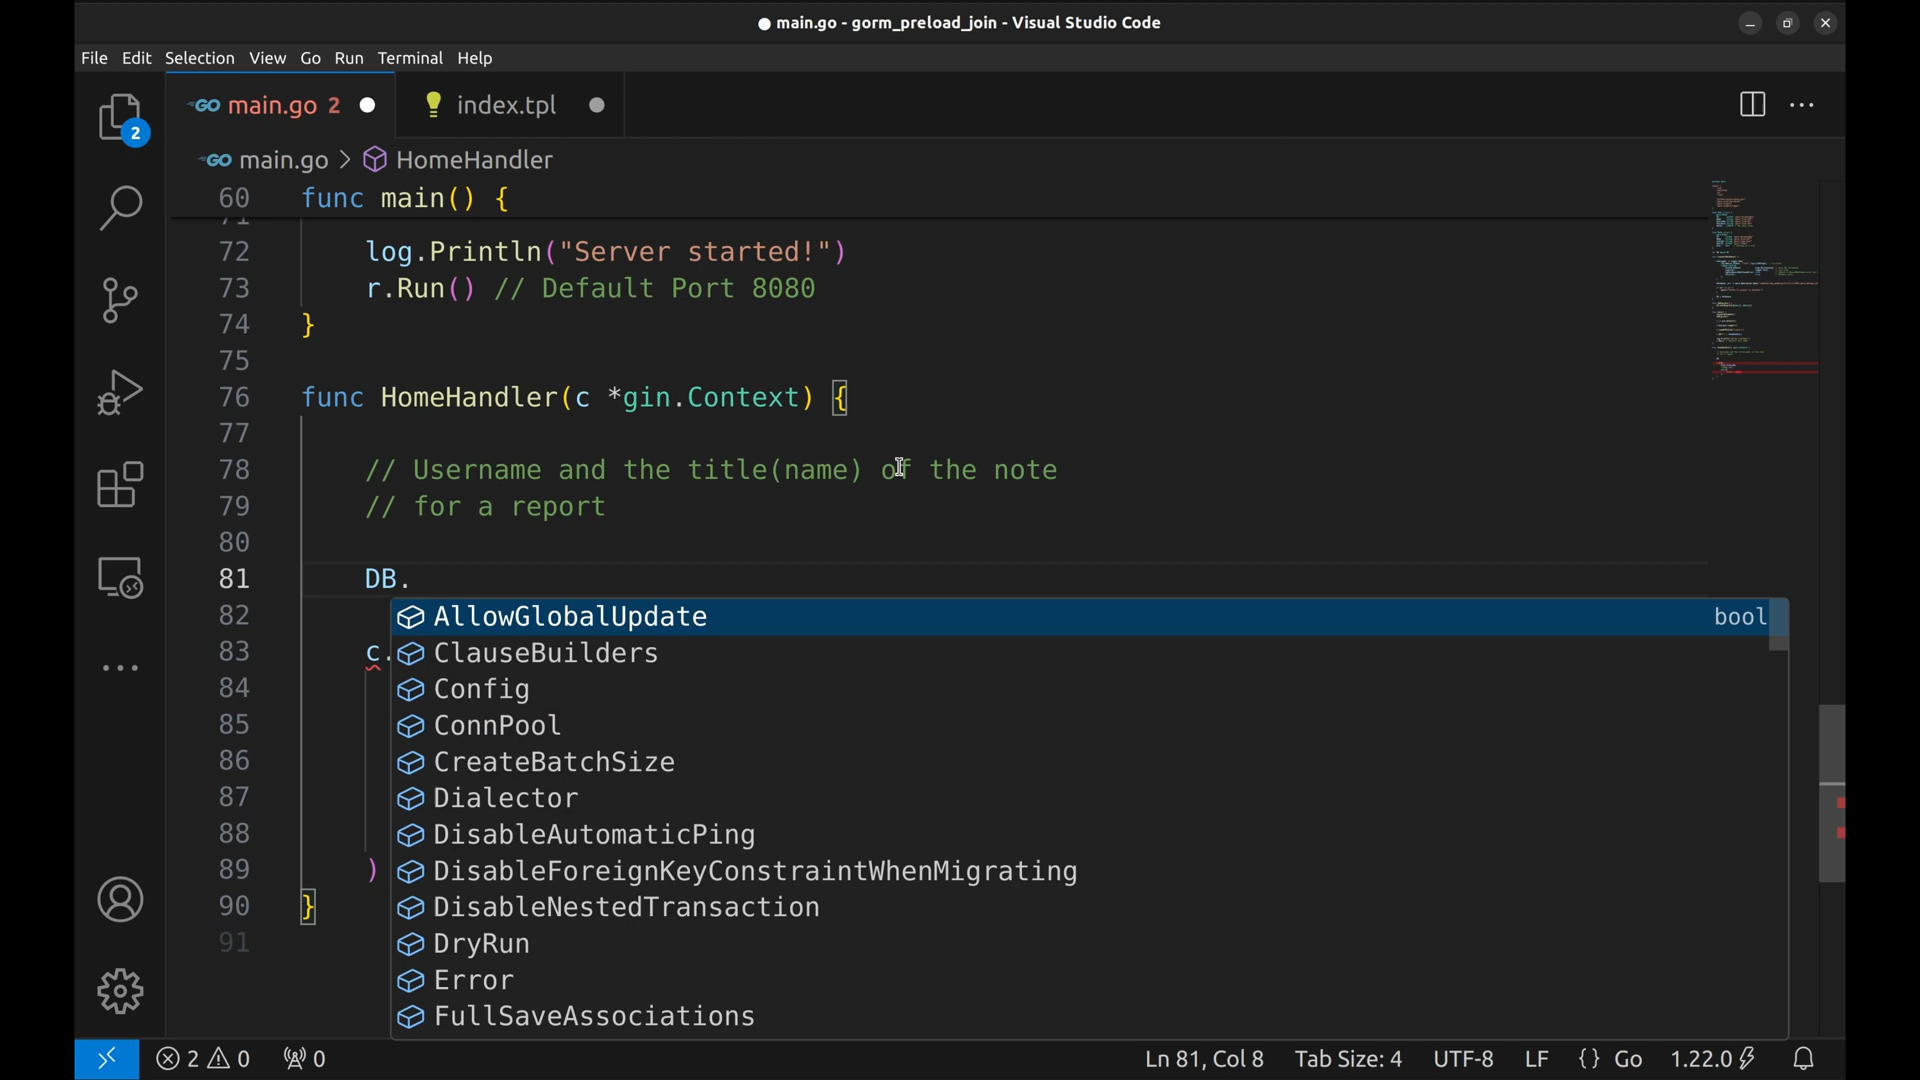 ● main.go - gorm_preload_join - Visual Studio Code
File Edit Selection View Go Run Terminal Help
GO main.go 2 ● index.tpl ●
2
GO main.go > HomeHandler
60 func main() {
71
72 log.Println("Server started!")
73 r.Run() // Default Port 8080
74 }
75
76 func HomeHandler(c *gin.Context) {
77
78 // Username and the title(name) of the note
79 // for a report
80
81 DB.
82 AllowGlobalUpdate bool
83 c. ClauseBuilders
84 Config
85 ConnPool
86 CreateBatchSize
87 Dialector
88 DisableAutomaticPing
89 ) DisableForeignKeyConstraintWhenMigrating
90 } DisableNestedTransaction
91 DryRun
Error
FullSaveAssociations
2 0 0 Ln 81, Col 8 Tab Size: 4 UTF-8 LF {} Go 1.22.0